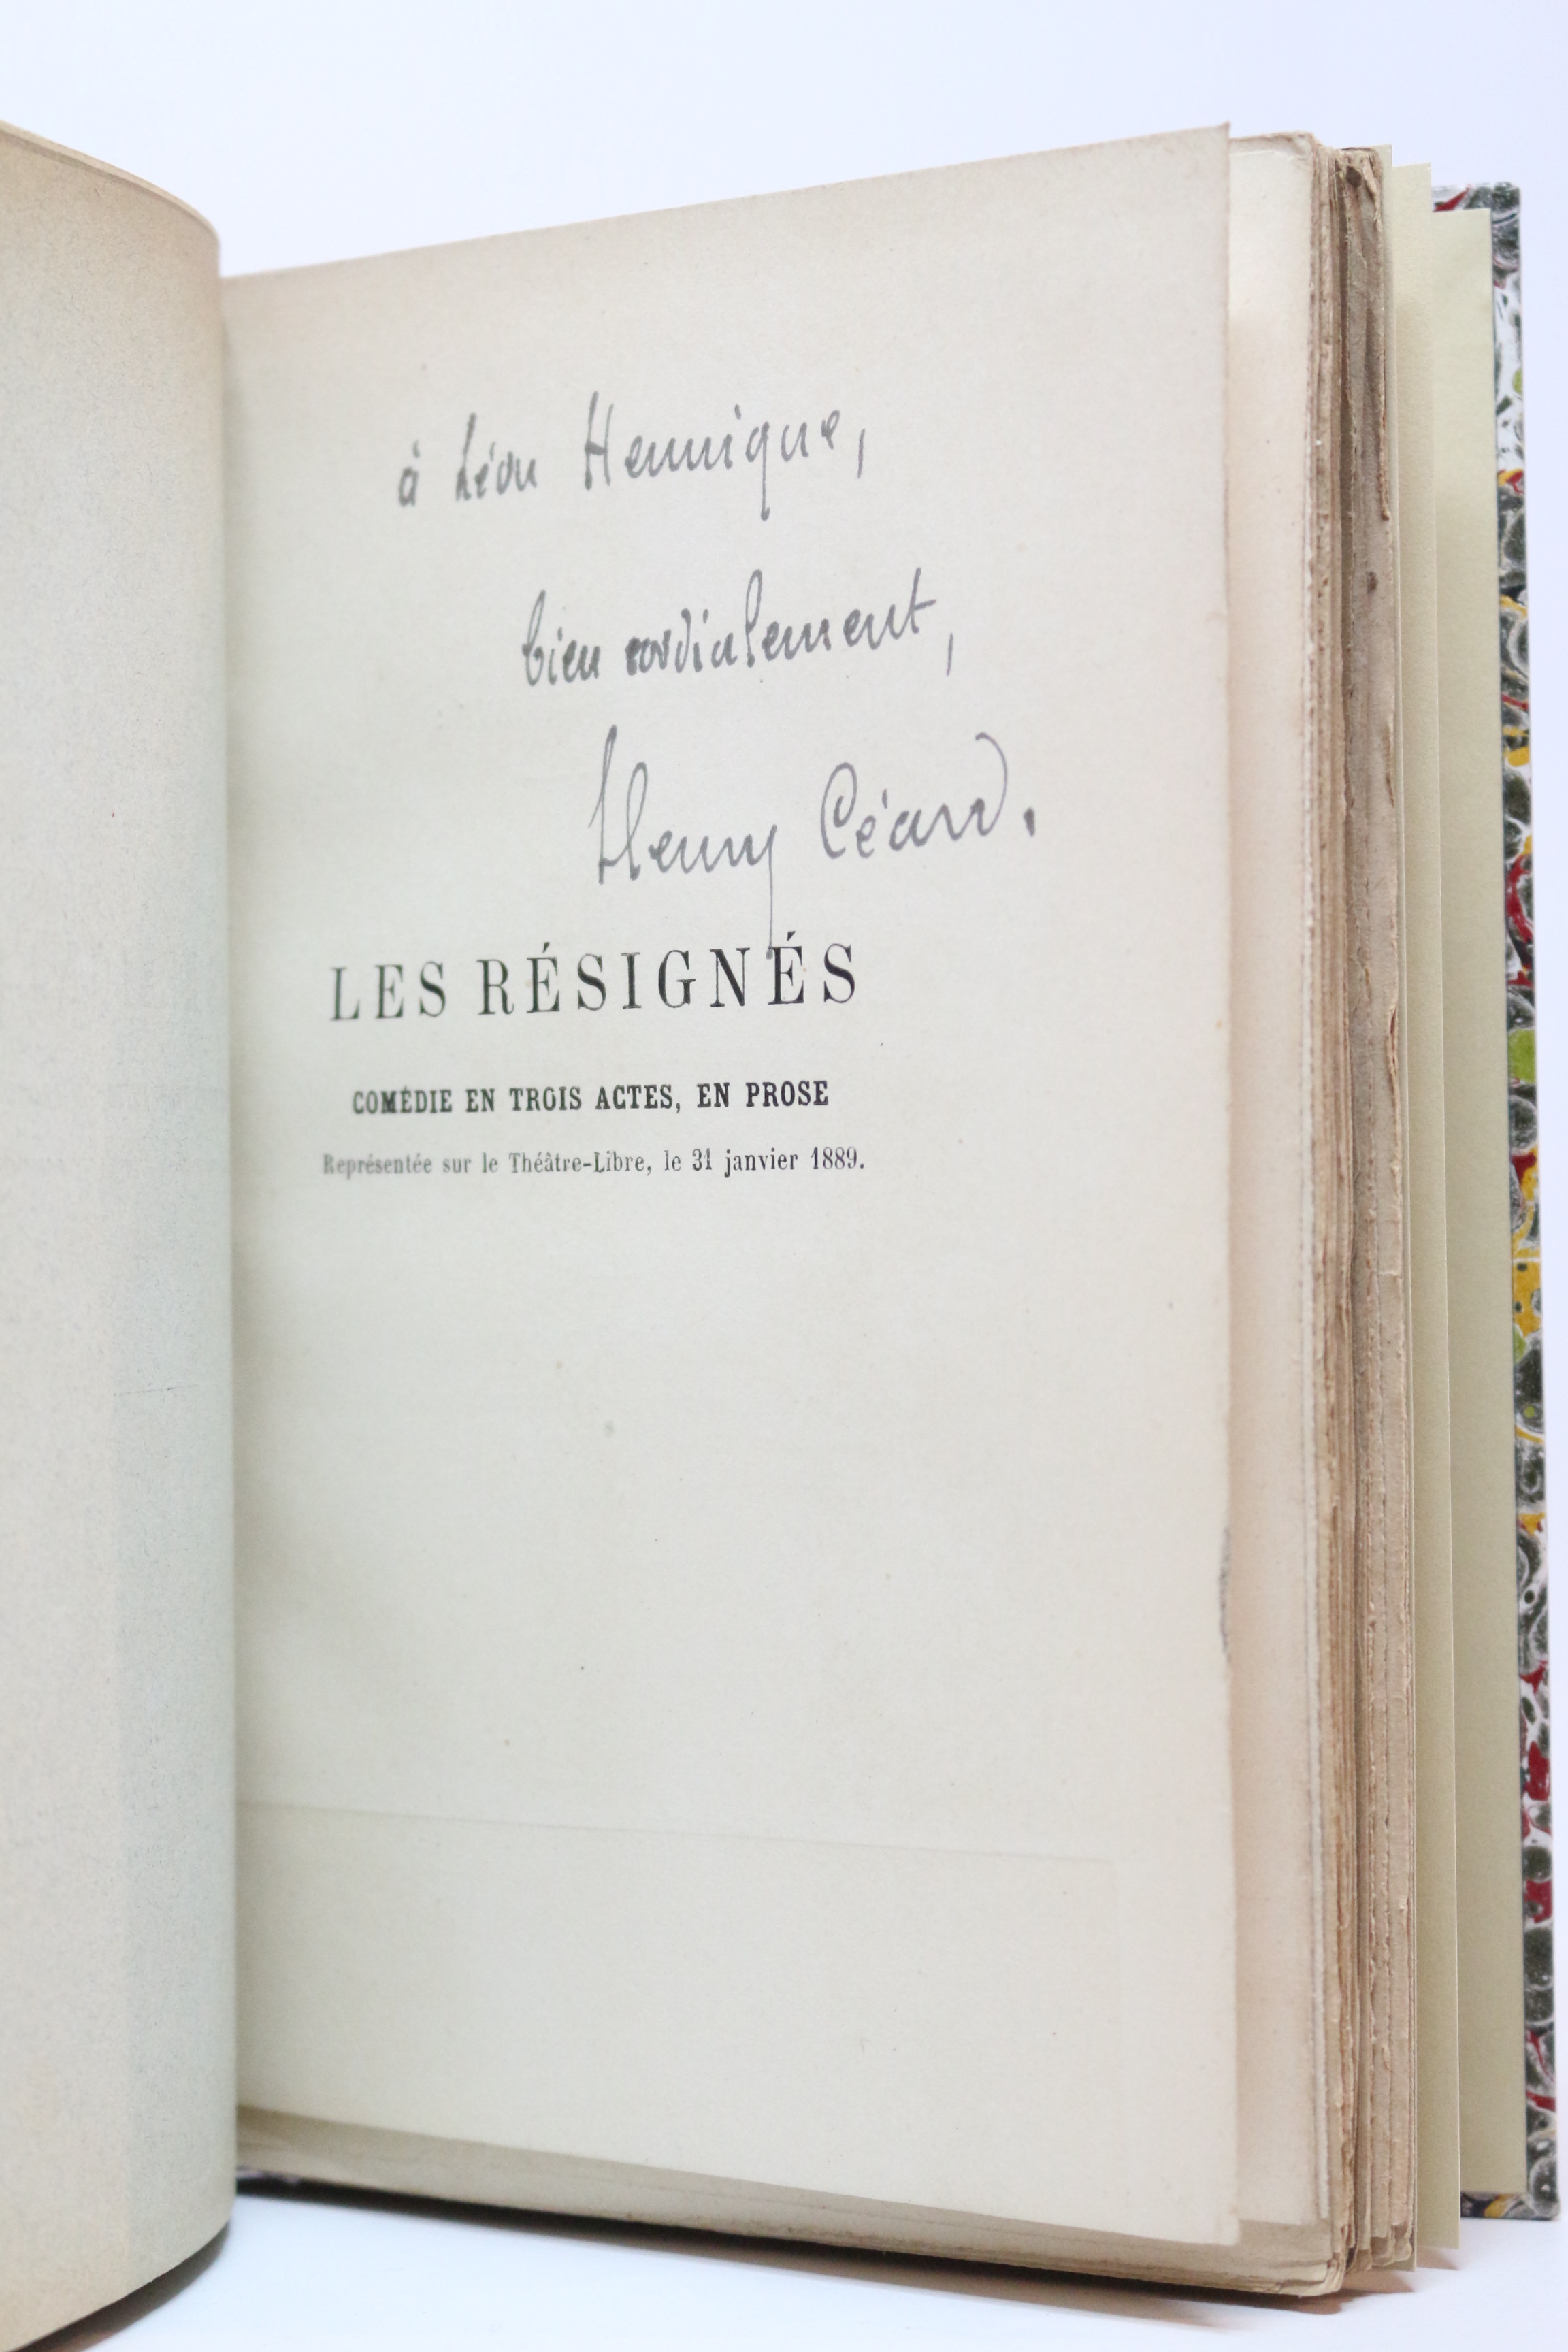 à Léon Hennique,
bien cordialement,
Henry Céard.
LES RÉSIGNÉS
COMÉDIE EN TROIS ACTES, EN PROSE
Représentée sur le Théâtre-Libre, le 31 janvier 1889.